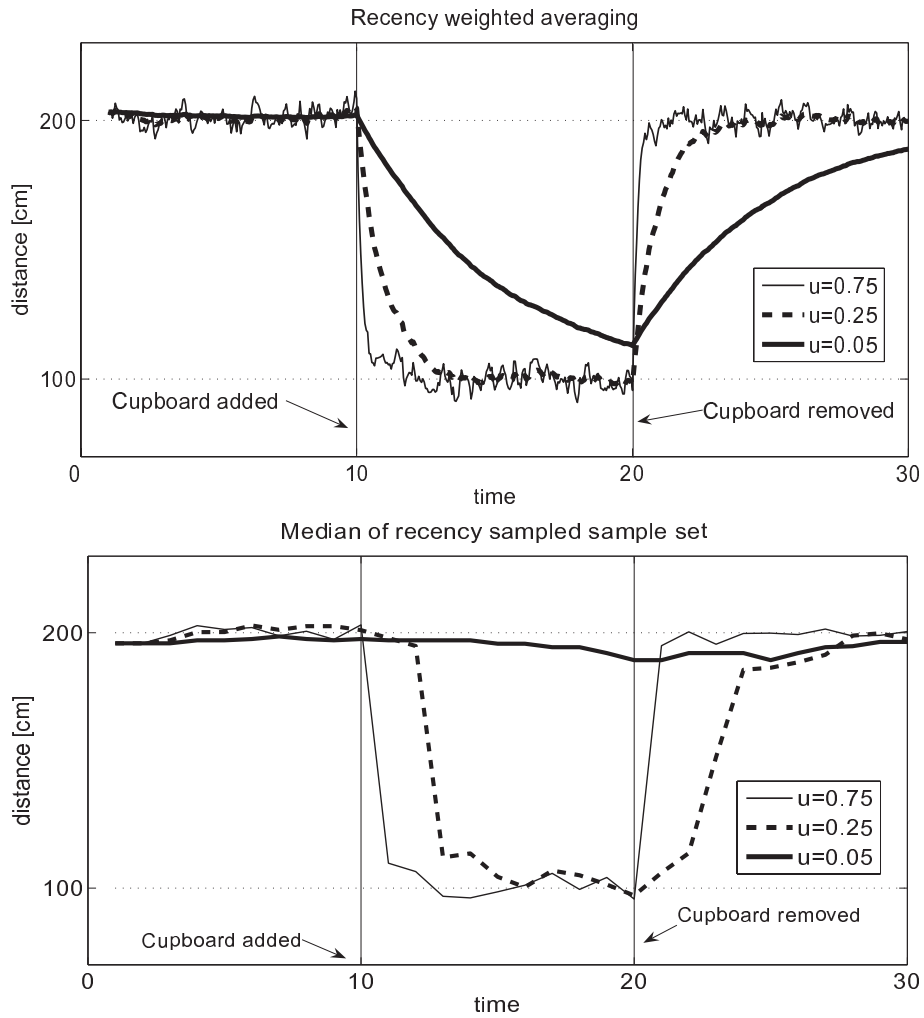 Recency weighted averaging
200
distance [cm]
u=0.75
u=0.25
u=0.05
100
Cupboard added
Cupboard removed
0
10
20
30
time
Median of recency sampled sample set
200
distance [cm]
u=0.75
u=0.25
u=0.05
100
Cupboard removed
Cupboard added
0
10
20
30
time